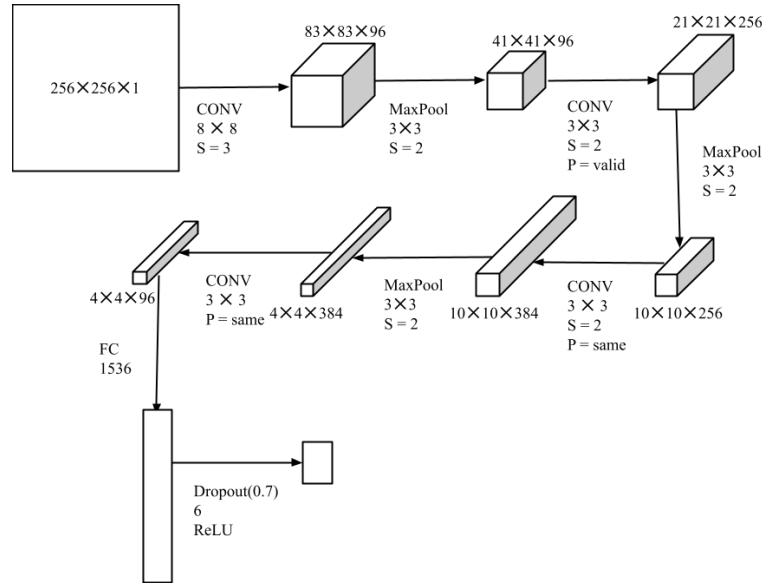 256×256×1
CONV
8 × 8
S = 3
83×83×96
MaxPool
3×3
S = 2
41×41×96
CONV
3×3
S = 2
P = valid
21×21×256
MaxPool
3×3
S = 2
10×10×256
CONV
3 × 3
S = 2
P = same
10×10×384
MaxPool
3×3
S = 2
4×4×384
CONV
3 × 3
P = same
4×4×96
FC
1536
Dropout(0.7)
6
ReLU